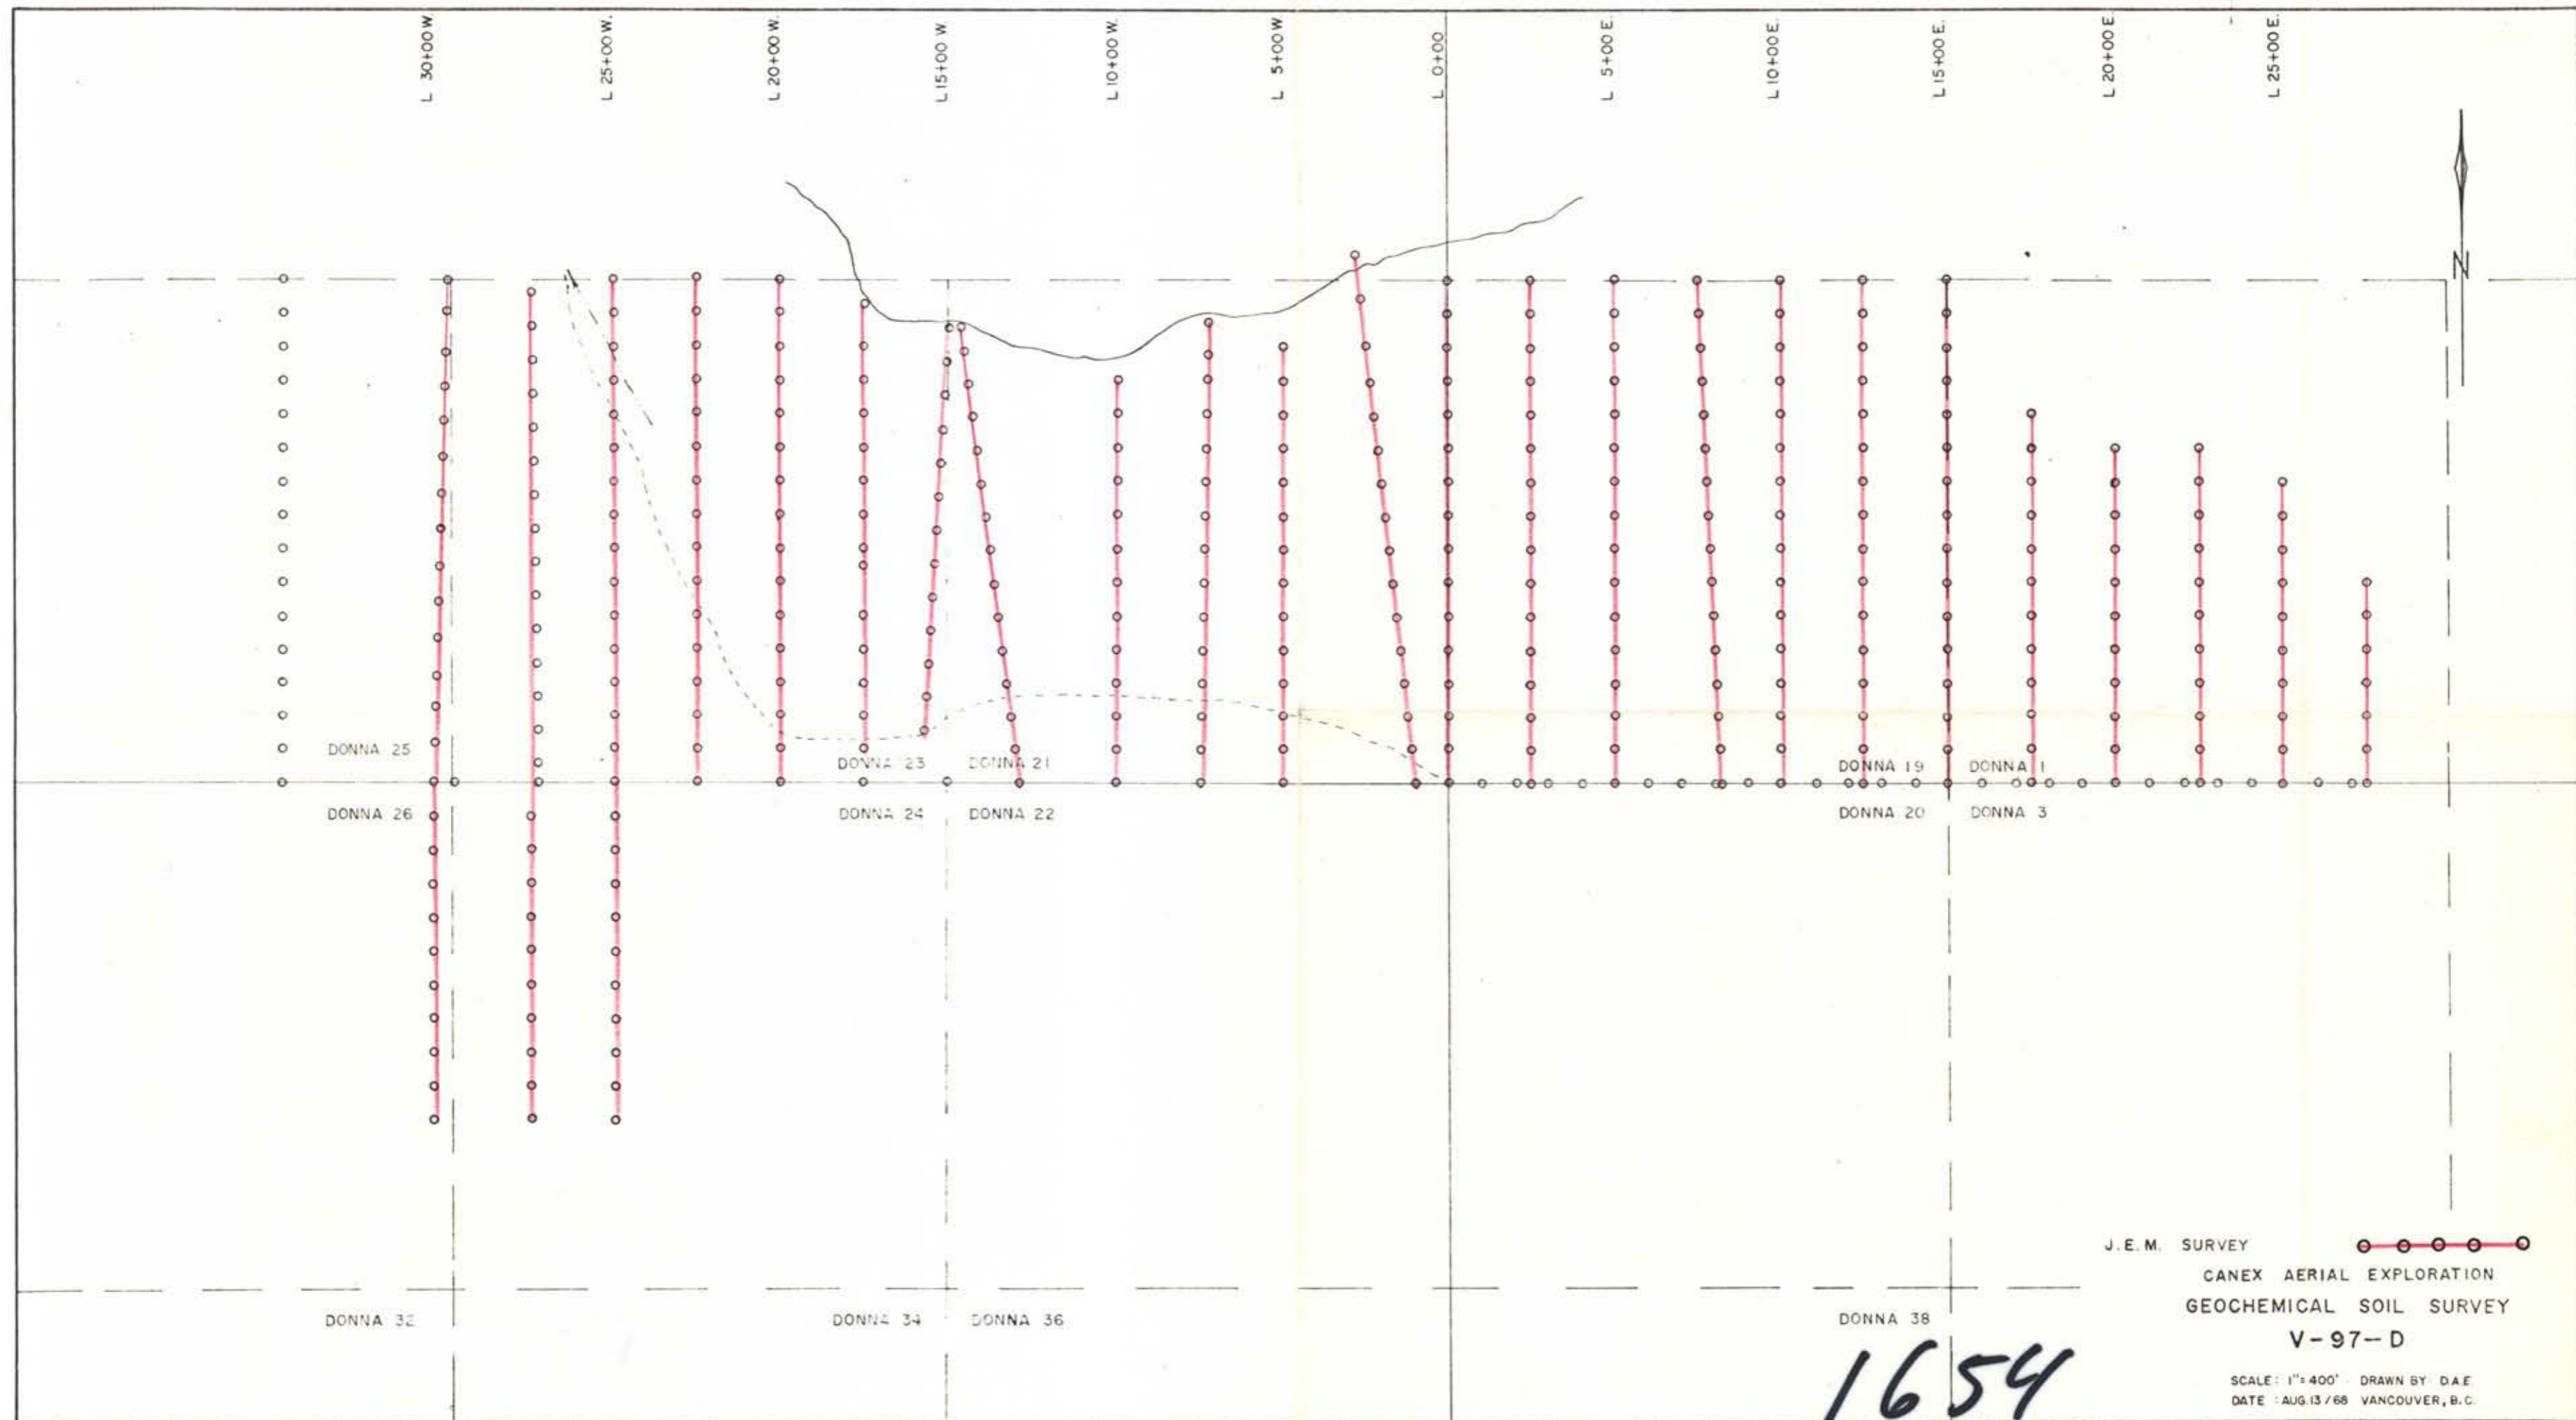 L 30+00 W.
L 25+00 W.
L 20+00 W.
L 15+00 W.
L 10+00 W.
L 5+00 W
L 0+00
L 5+00 E.
L 10+00 E.
L 15+00 E.
L 20+00 E.
L 25+00 E.
N
DONNA 25
DONNA 23
DONNA 21
DONNA 19
DONNA 1
DONNA 26
DONNA 24
DONNA 22
DONNA 20
DONNA 3
DONNA 32
DONNA 34
DONNA 36
DONNA 38
J.E.M. SURVEY
CANEX AERIAL EXPLORATION
GEOCHEMICAL SOIL SURVEY
V-97-D
SCALE: 1"=400' DRAWN BY D.A.E.
DATE : AUG.13/68 VANCOUVER, B.C.
1654